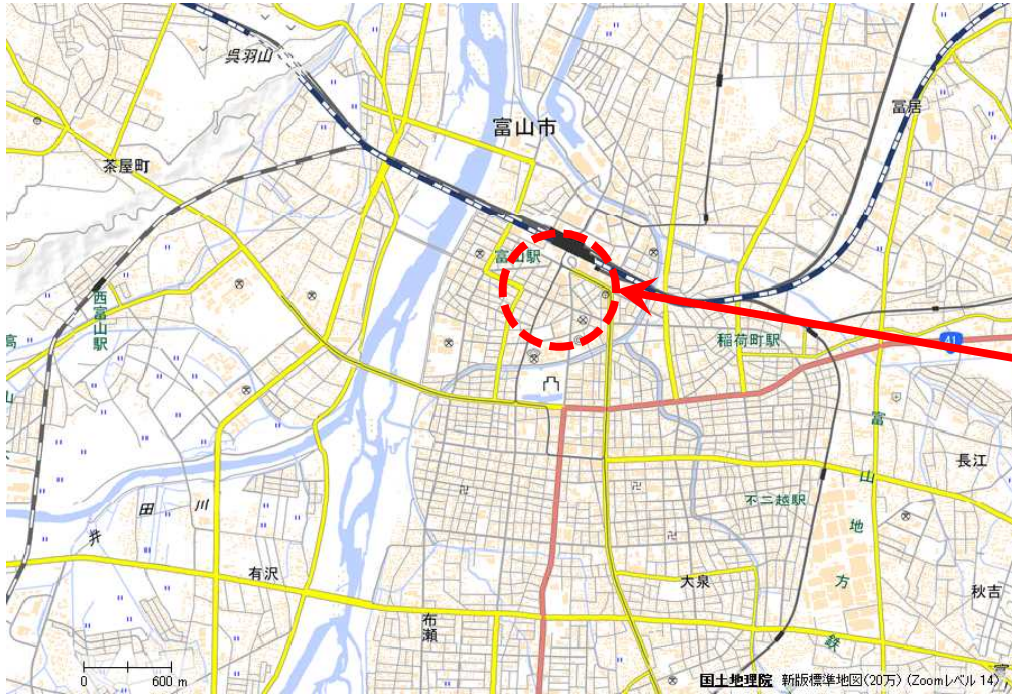 呉羽山
富山市
冨居
茶屋町
富山駅
西富山駅
稲荷町駅
41
高
山
富
山
地
方
鉄
長江
不二越駅
井
田
川
有沢
大泉
秋吉
布瀬
富
0 600 m
国土地理院 新版標準地図(20万) (Zoomレベル 14)